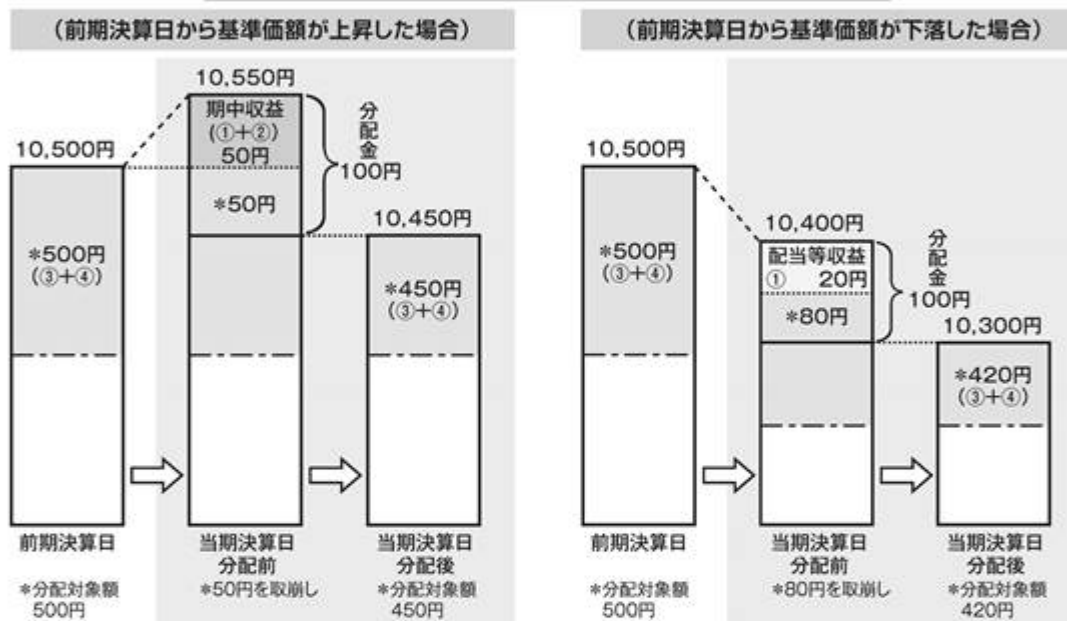 (前期決算日から基準価額が上昇した場合)
10,550円
期中収益
(①+②)
50円
*50円
分配金
100円
10,500円
*500円
(③+④)
10,450円
*450円
(③+④)
前期決算日
*分配対象額
500円
当期決算日
分配前
*50円を取崩し
当期決算日
分配後
*分配対象額
450円
(前期決算日から基準価額が下落した場合)
10,500円
*500円
(③+④)
10,400円
配当等収益
① 20円
*80円
分配金
100円
10,300円
*420円
(③+④)
前期決算日
*分配対象額
500円
当期決算日
分配前
*80円を取崩し
当期決算日
分配後
*分配対象額
420円